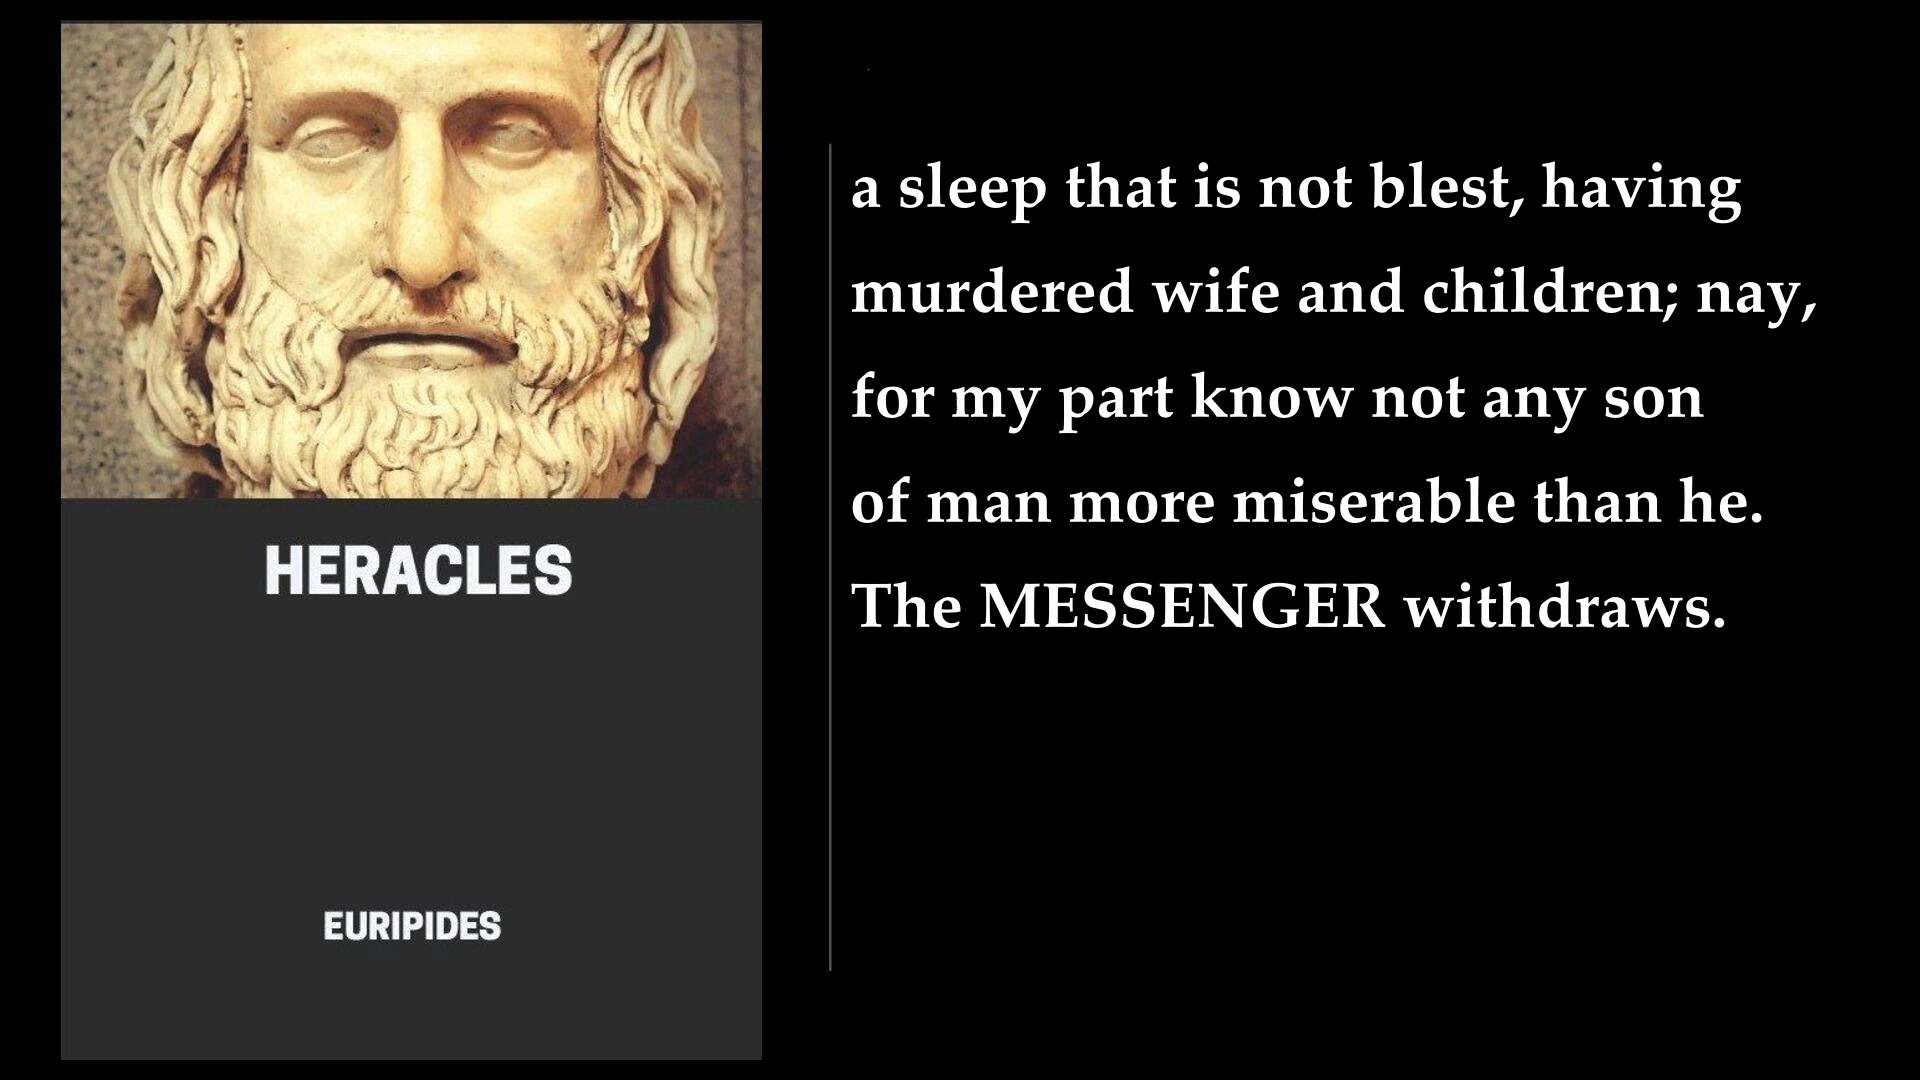 HERACLES
EURIPIDES
a sleep that is not blest, having
murdered wife and children; nay,
for my part know not any son
of man more miserable than he.
The MESSENGER withdraws.